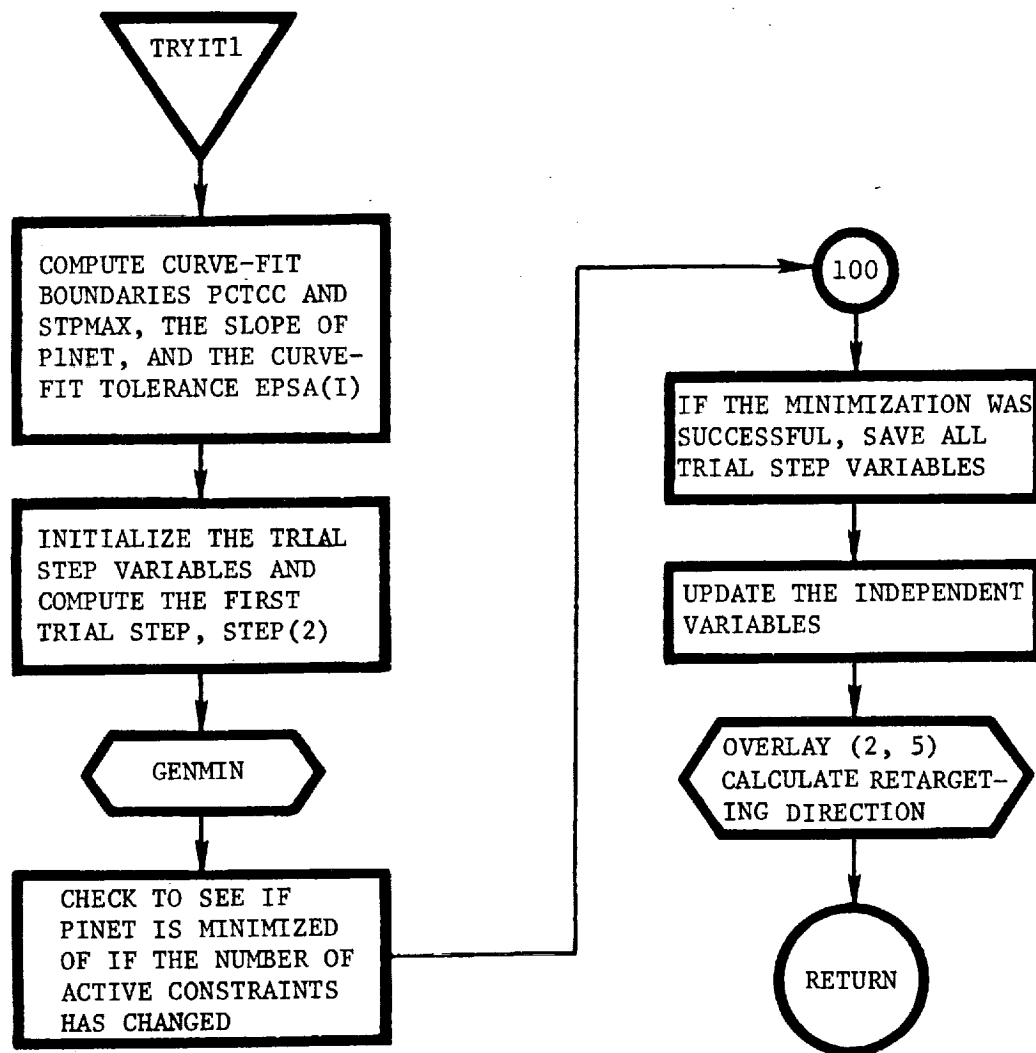 TRYIT1
COMPUTE CURVE-FIT
BOUNDARIES PCTCC AND
STPMAX, THE SLOPE OF
P1NET, AND THE CURVE-
FIT TOLERANCE EPSA(I)
INITIALIZE THE TRIAL
STEP VARIABLES AND
COMPUTE THE FIRST
TRIAL STEP, STEP(2)
GENMIN
CHECK TO SEE IF
PINET IS MINIMIZED
OF IF THE NUMBER OF
ACTIVE CONSTRAINTS
HAS CHANGED
100
IF THE MINIMIZATION WAS
SUCCESSFUL, SAVE ALL
TRIAL STEP VARIABLES
UPDATE THE INDEPENDENT
VARIABLES
OVERLAY (2, 5)
CALCULATE RETARGET-
ING DIRECTION
RETURN